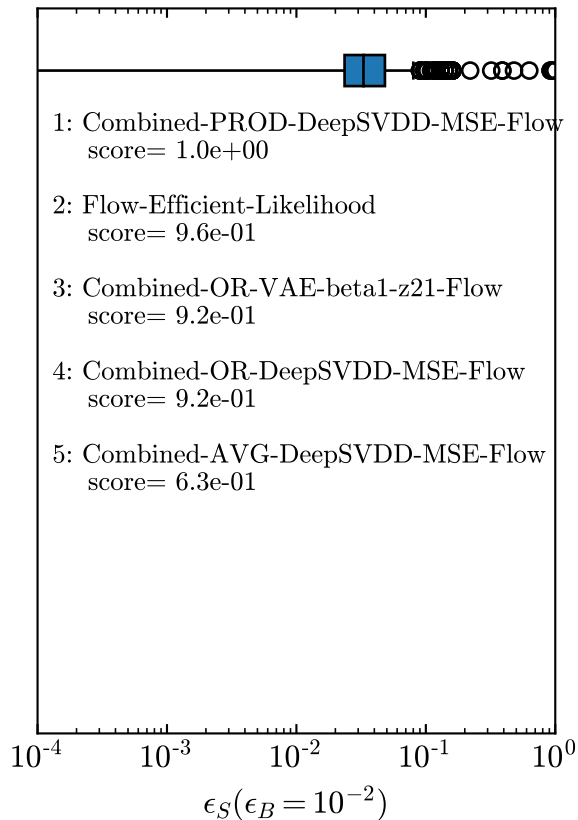 1: Combined-PROD-DeepSVDD-MSE-Flow
score= 1.0e+00
2: Flow-Efficient-Likelihood
score= 9.6e-01
3: Combined-OR-VAE-beta1-z21-Flow
score= 9.2e-01
4: Combined-OR-DeepSVDD-MSE-Flow
score= 9.2e-01
5: Combined-AVG-DeepSVDD-MSE-Flow
score= 6.3e-01
10⁻⁴ 10⁻³ 10⁻² 10⁻¹ 10⁰
ϵ_S(ϵ_B = 10⁻²)